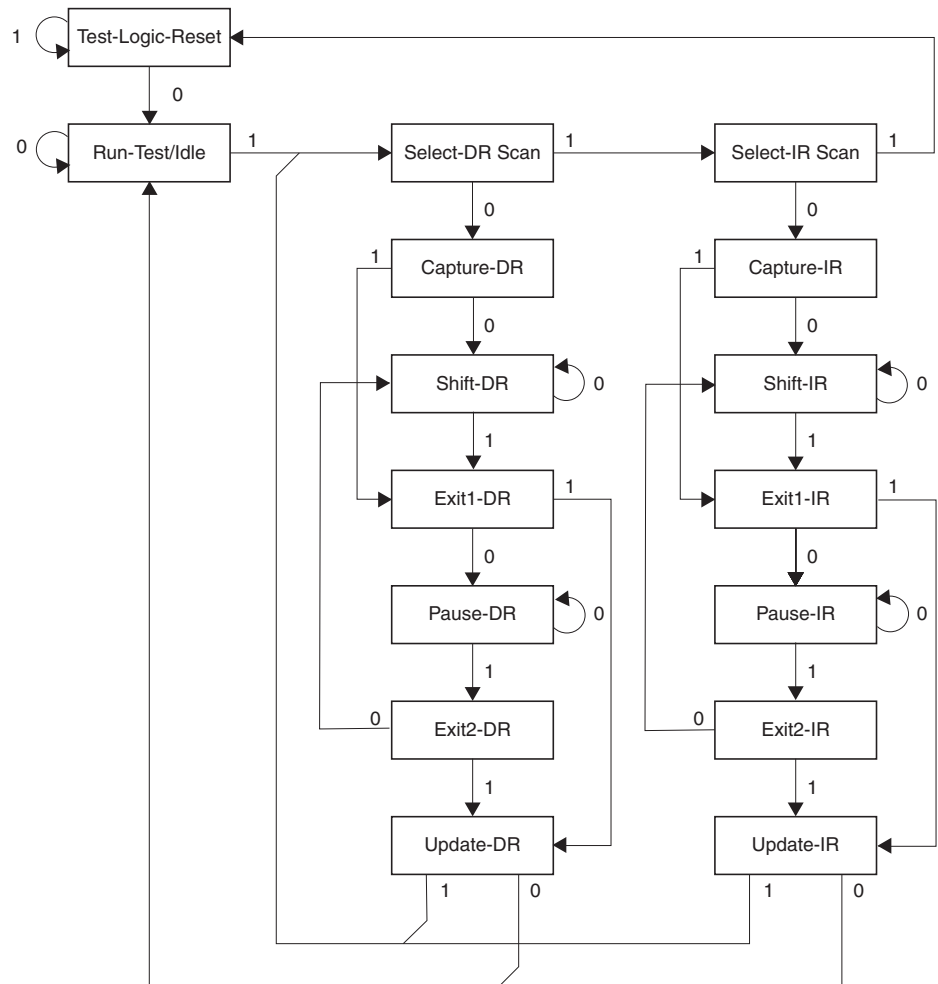 1 Test-Logic-Reset
0
0 Run-Test/Idle 1 Select-DR Scan 1 Select-IR Scan 1
0 0
1 Capture-DR 1 Capture-IR
0 0
Shift-DR 0 Shift-IR 0
1 1
Exit1-DR 1 Exit1-IR 1
0 0
Pause-DR 0 Pause-IR 0
1 1
0 Exit2-DR 0 Exit2-IR
1 1
Update-DR Update-IR
1 0 1 0